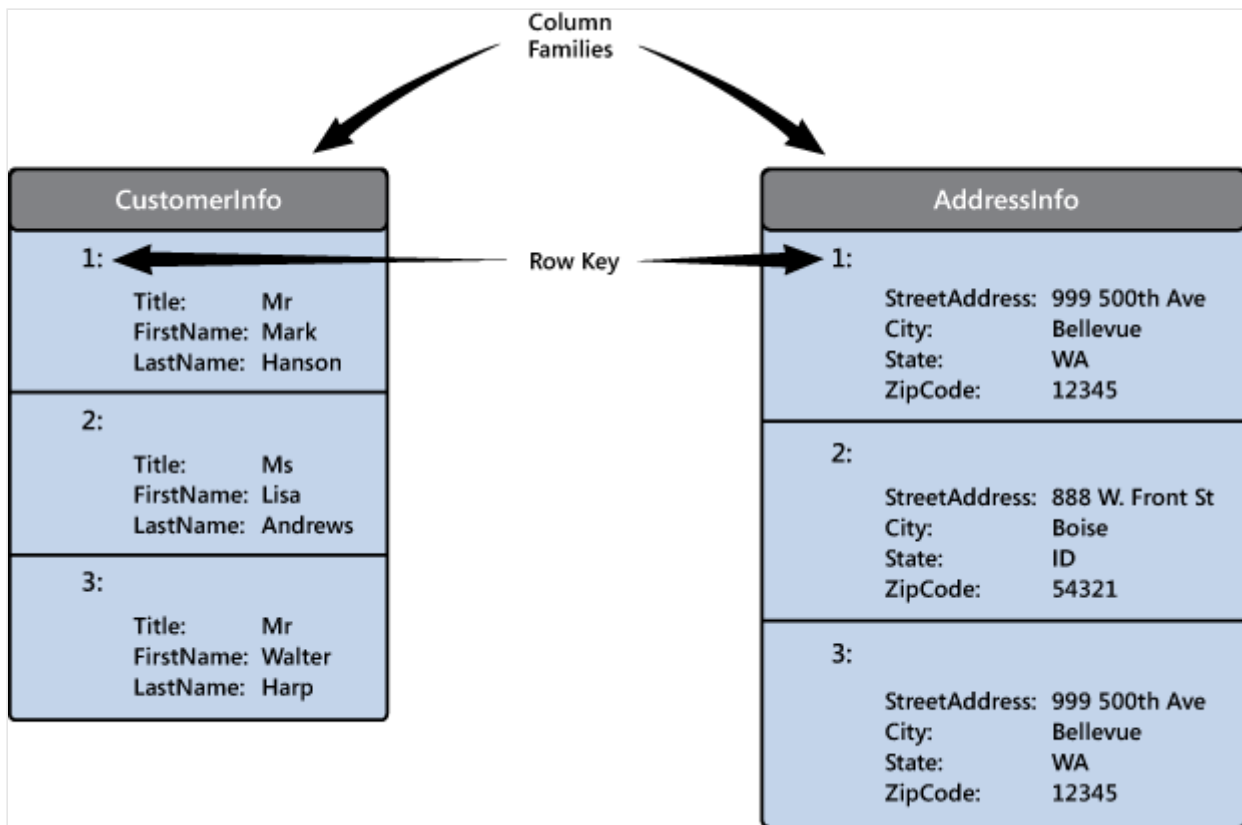 Column
Families
CustomerInfo
1:
Title: Mr
FirstName: Mark
LastName: Hanson
2:
Title: Ms
FirstName: Lisa
LastName: Andrews
3:
Title: Mr
FirstName: Walter
LastName: Harp
Row Key
AddressInfo
1:
StreetAddress: 999 500th Ave
City: Bellevue
State: WA
ZipCode: 12345
2:
StreetAddress: 888 W. Front St
City: Boise
State: ID
ZipCode: 54321
3:
StreetAddress: 999 500th Ave
City: Bellevue
State: WA
ZipCode: 12345